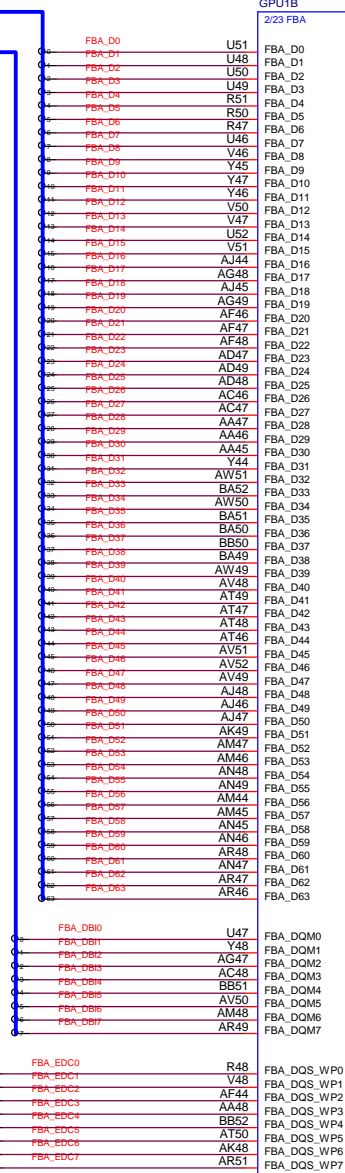 GPU1B
2/23 FBA
FBA_D0 U51 FBA_D0
FBA_D1 U48 FBA_D1
FBA_D2 U50 FBA_D2
FBA_D3 U49 FBA_D3
FBA_D4 R51 FBA_D4
FBA_D5 R50 FBA_D5
FBA_D6 R47 FBA_D6
FBA_D7 U46 FBA_D7
FBA_D8 V46 FBA_D8
FBA_D9 Y45 FBA_D9
FBA_D10 Y47 FBA_D10
FBA_D11 Y46 FBA_D11
FBA_D12 V50 FBA_D12
FBA_D13 V47 FBA_D13
FBA_D14 U52 FBA_D14
FBA_D15 V51 FBA_D15
FBA_D16 AJ44 FBA_D16
FBA_D17 AG48 FBA_D17
FBA_D18 AJ45 FBA_D18
FBA_D19 AG49 FBA_D19
FBA_D20 AF46 FBA_D20
FBA_D21 AF47 FBA_D21
FBA_D22 AF48 FBA_D22
FBA_D23 AD47 FBA_D23
FBA_D24 AD49 FBA_D24
FBA_D25 AD48 FBA_D25
FBA_D26 AC46 FBA_D26
FBA_D27 AC47 FBA_D27
FBA_D28 AA47 FBA_D28
FBA_D29 AA46 FBA_D29
FBA_D30 AA45 FBA_D30
FBA_D31 Y44 FBA_D31
FBA_D32 AW51 FBA_D32
FBA_D33 BA52 FBA_D33
FBA_D34 AW50 FBA_D34
FBA_D35 BA51 FBA_D35
FBA_D36 BA50 FBA_D36
FBA_D37 BB50 FBA_D37
FBA_D38 BA49 FBA_D38
FBA_D39 AW49 FBA_D39
FBA_D40 AV48 FBA_D40
FBA_D41 AT49 FBA_D41
FBA_D42 AT47 FBA_D42
FBA_D43 AT48 FBA_D43
FBA_D44 AT46 FBA_D44
FBA_D45 AV51 FBA_D45
FBA_D46 AV52 FBA_D46
FBA_D47 AV49 FBA_D47
FBA_D48 AJ48 FBA_D48
FBA_D49 AJ46 FBA_D49
FBA_D50 AJ47 FBA_D50
FBA_D51 AK49 FBA_D51
FBA_D52 AM47 FBA_D52
FBA_D53 AM46 FBA_D53
FBA_D54 AN48 FBA_D54
FBA_D55 AN49 FBA_D55
FBA_D56 AM44 FBA_D56
FBA_D57 AM45 FBA_D57
FBA_D58 AN45 FBA_D58
FBA_D59 AN46 FBA_D59
FBA_D60 AR48 FBA_D60
FBA_D61 AN47 FBA_D61
FBA_D62 AR47 FBA_D62
FBA_D63 AR46 FBA_D63
FBA_DBI0 U47 FBA_DQM0
FBA_DBI1 Y48 FBA_DQM1
FBA_DBI2 AG47 FBA_DQM2
FBA_DBI3 AC48 FBA_DQM3
FBA_DBI4 BB51 FBA_DQM4
FBA_DBI5 AV50 FBA_DQM5
FBA_DBI6 AM48 FBA_DQM6
FBA_DBI7 AR49 FBA_DQM7
FBA_EDC0 R48 FBA_DQS_WP0
FBA_EDC1 V48 FBA_DQS_WP1
FBA_EDC2 AF44 FBA_DQS_WP2
FBA_EDC3 AA48 FBA_DQS_WP3
FBA_EDC4 BB52 FBA_DQS_WP4
FBA_EDC5 AT50 FBA_DQS_WP5
FBA_EDC6 AK48 FBA_DQS_WP6
FBA_EDC7 AR51 FBA_DQS_WP7